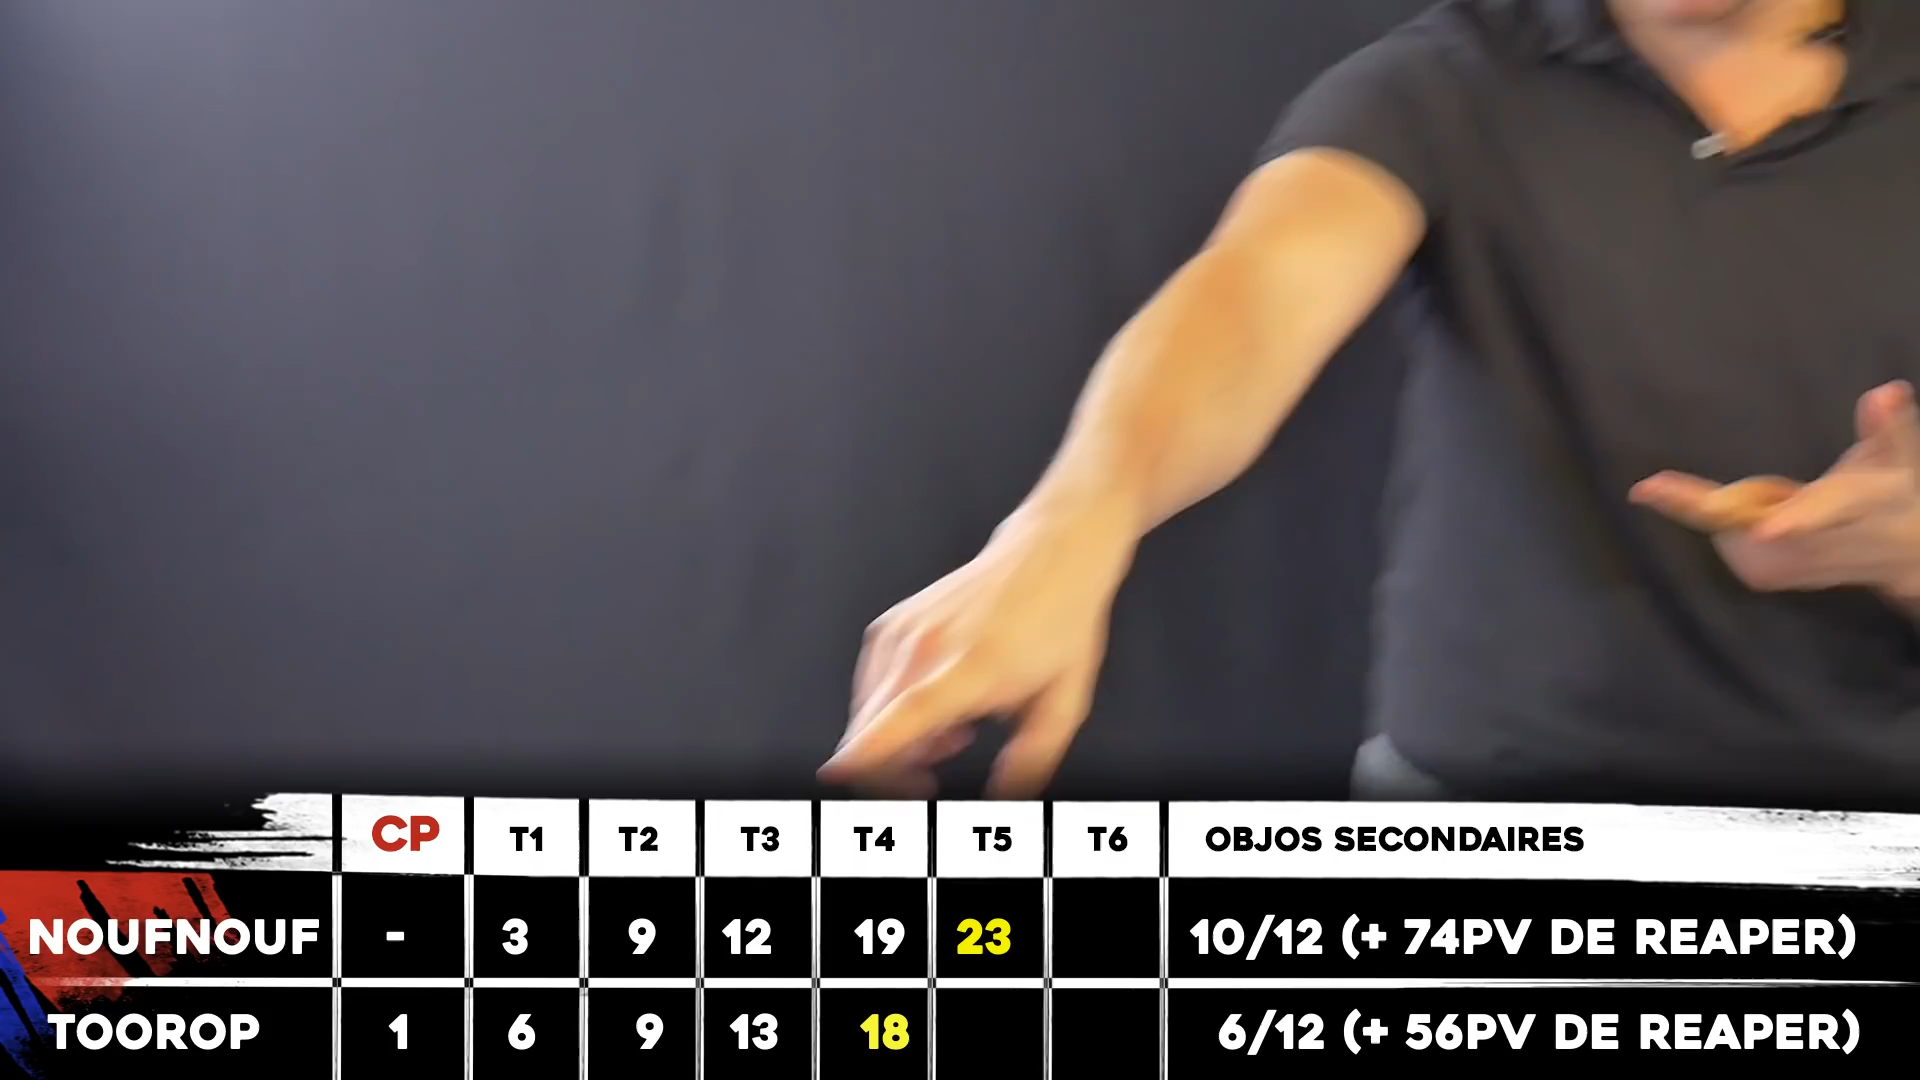 CP T1 T2 T3 T4 T5 T6 OBJOS SECONDAIRES
NOUFNOUF - 3 9 12 19 23 10/12 (+ 74PV DE REAPER)
TOOROP 1 6 9 13 18 6/12 (+ 56PV DE REAPER)